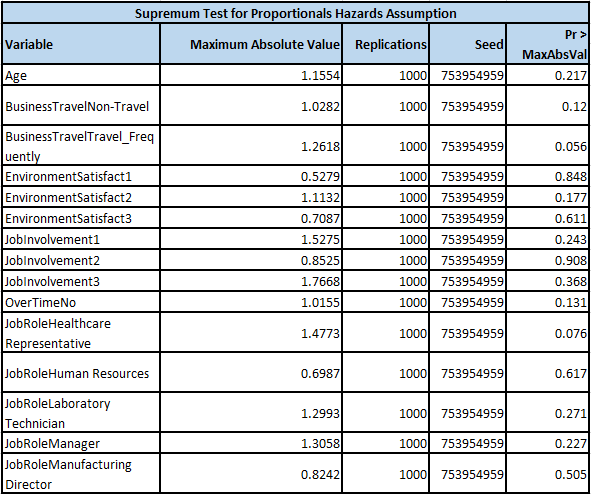 Supremum Test for Proportionals Hazards Assumption
Variable Maximum Absolute Value Replications Seed Pr >
MaxAbsVal
Age 1.1554 1000 753954959 0.217
BusinessTravelNon-Travel 1.0282 1000 753954959 0.12
BusinessTravelTravel_Freq
uently 1.2618 1000 753954959 0.056
EnvironmentSatisfact1 0.5279 1000 753954959 0.848
EnvironmentSatisfact2 1.1132 1000 753954959 0.177
EnvironmentSatisfact3 0.7087 1000 753954959 0.611
JobInvolvement1 1.5275 1000 753954959 0.243
JobInvolvement2 0.8525 1000 753954959 0.908
JobInvolvement3 1.7668 1000 753954959 0.368
OverTimeNo 1.0155 1000 753954959 0.131
JobRoleHealthcare
Representative 1.4773 1000 753954959 0.076
JobRoleHuman Resources 0.6987 1000 753954959 0.617
JobRoleLaboratory
Technician 1.2993 1000 753954959 0.271
JobRoleManager 1.3058 1000 753954959 0.227
JobRoleManufacturing
Director 0.8242 1000 753954959 0.505